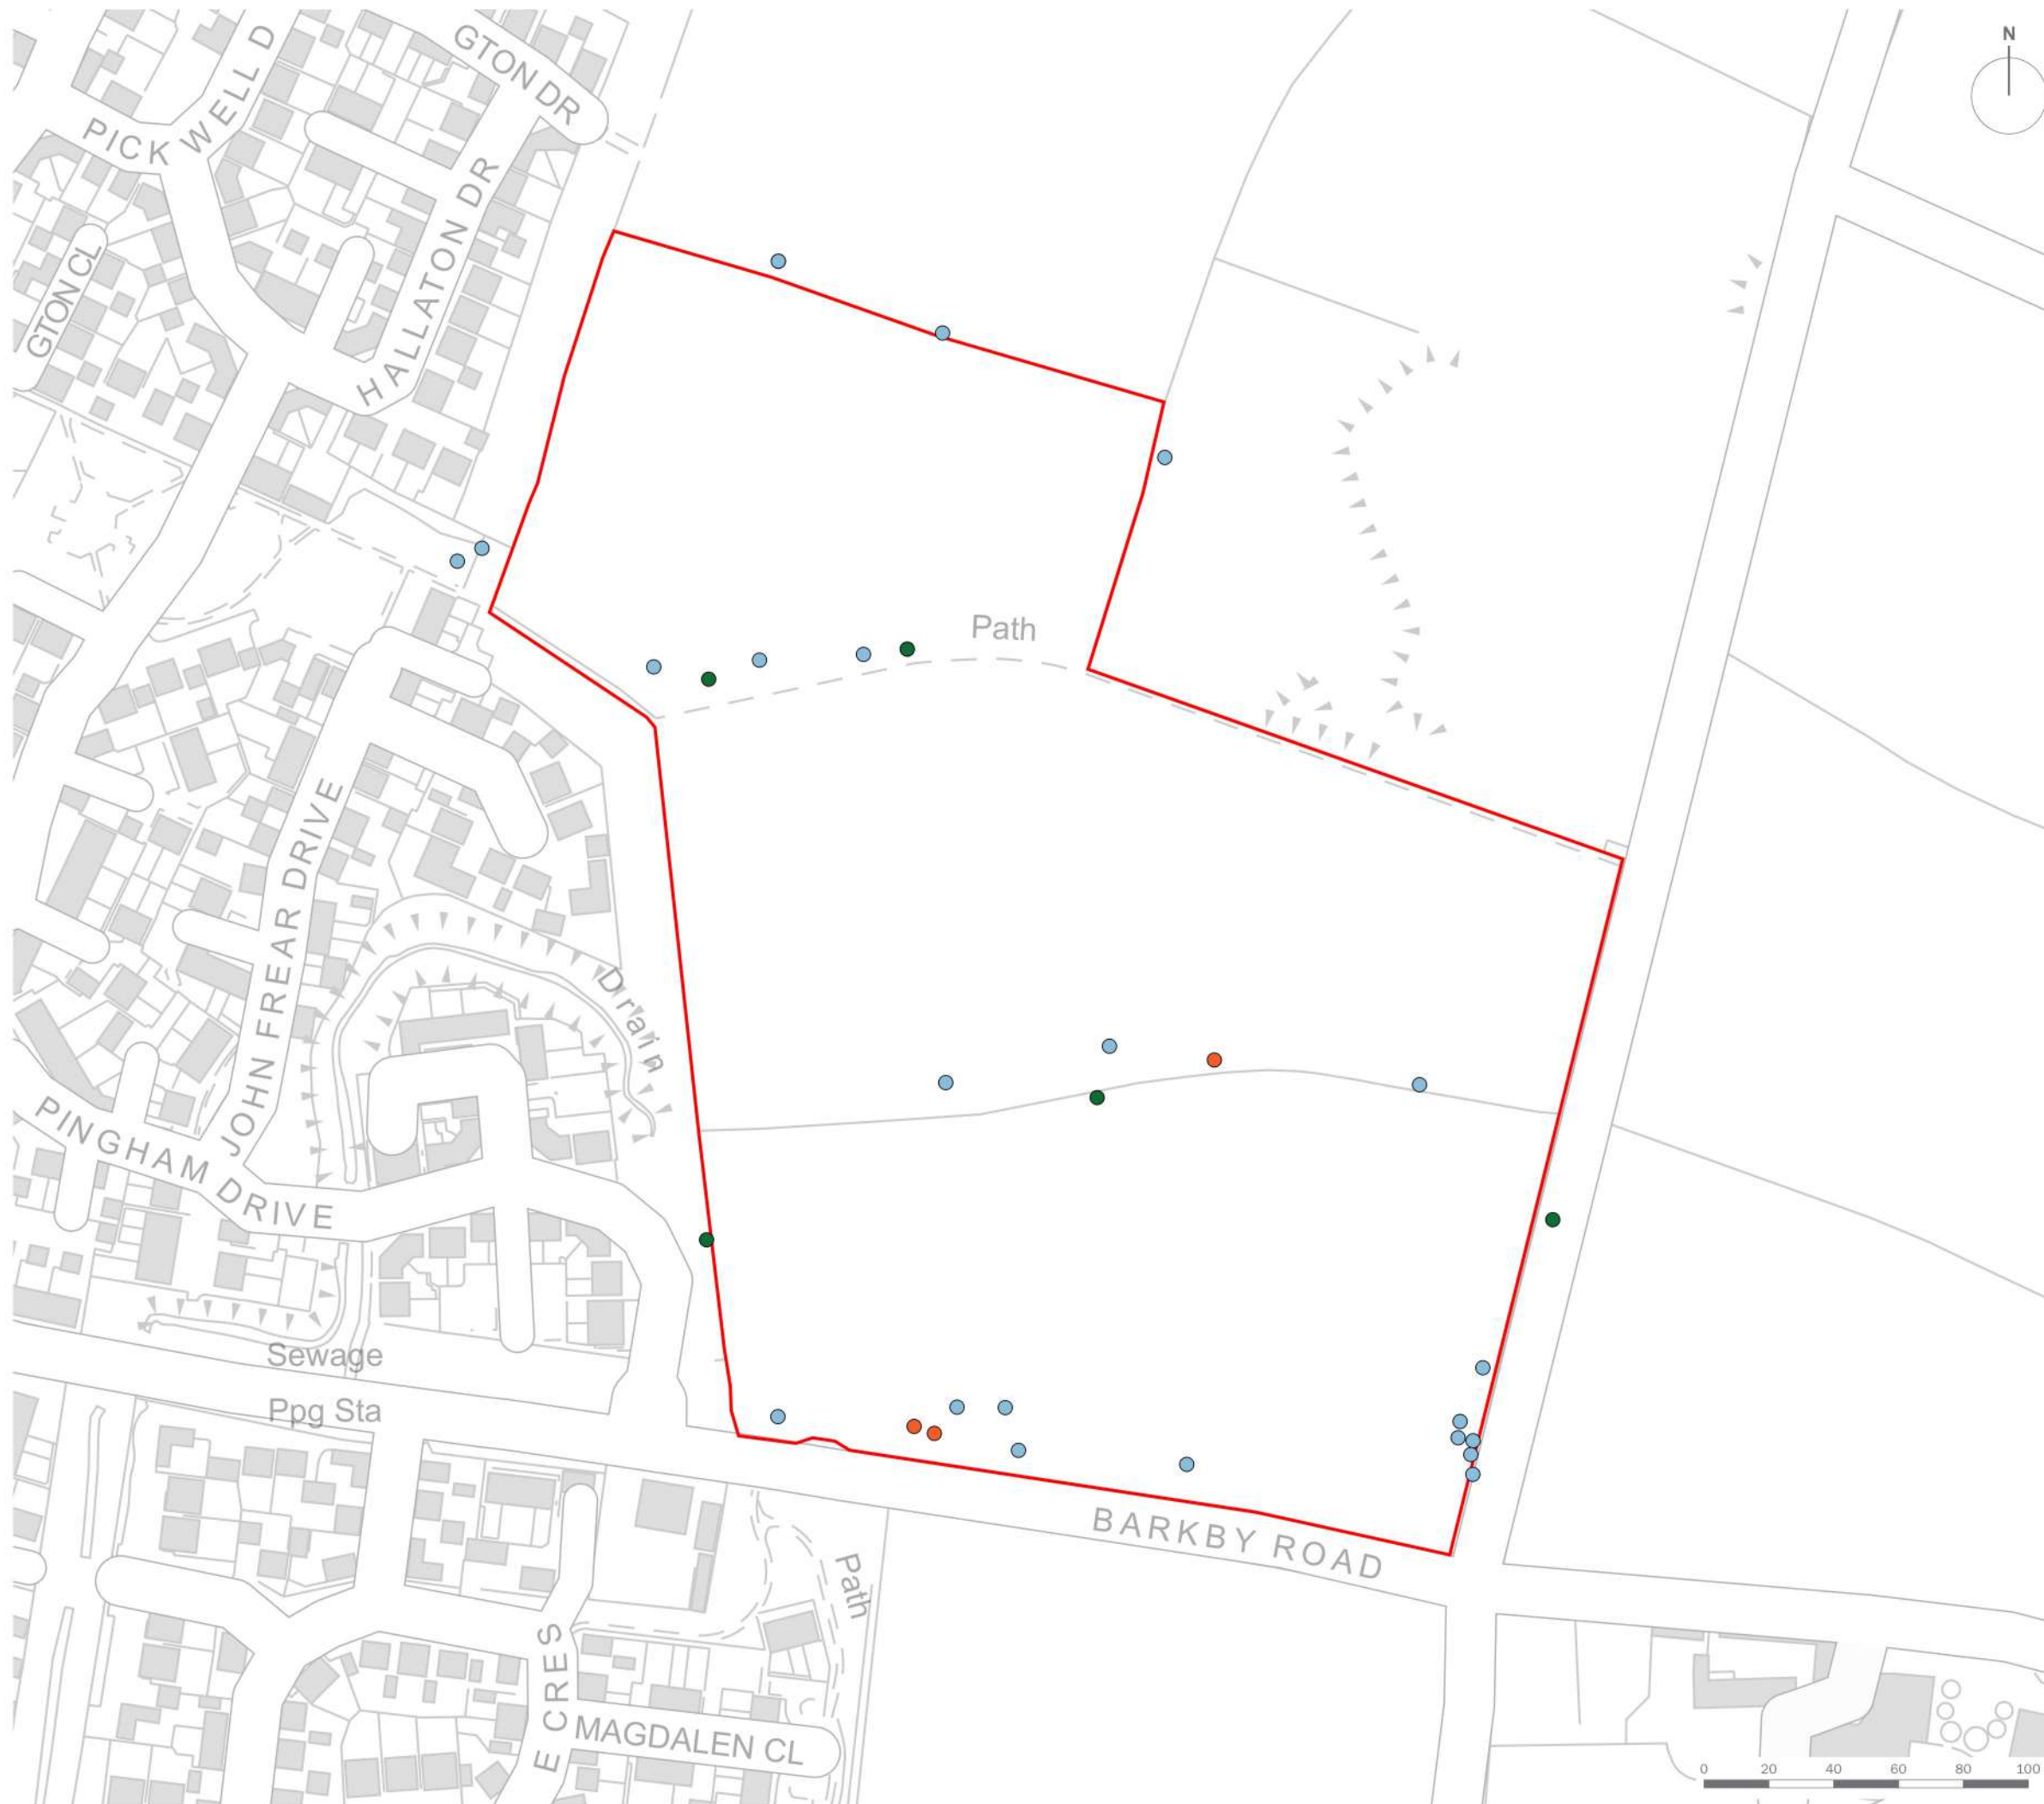 N
GTON DR
PICK WELL D
HALLATON DR
GTON CL
Path
JOHN FREAR DRIVE
Drain
PINGHAM DRIVE
Sewage
Ppg Sta
BARKBY ROAD
Path
E CRES
MAGDALEN CL
0 20 40 60 80 100